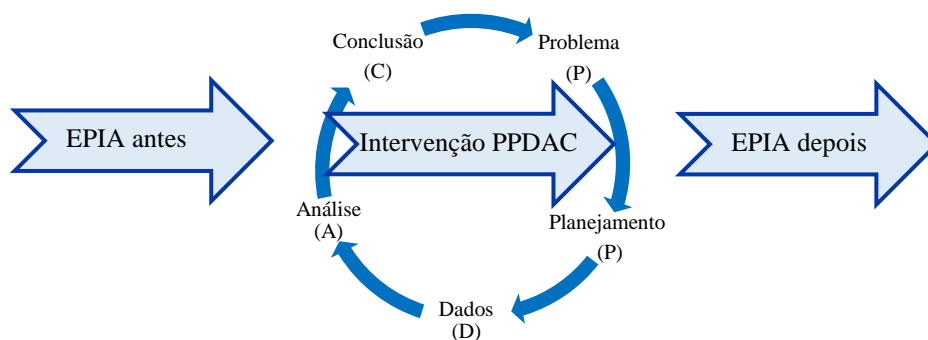 Conclusão
(C)
Problema
(P)
EPIA antes
Intervenção PPDAC
EPIA depois
Análise
(A)
Planejamento
(P)
Dados
(D)